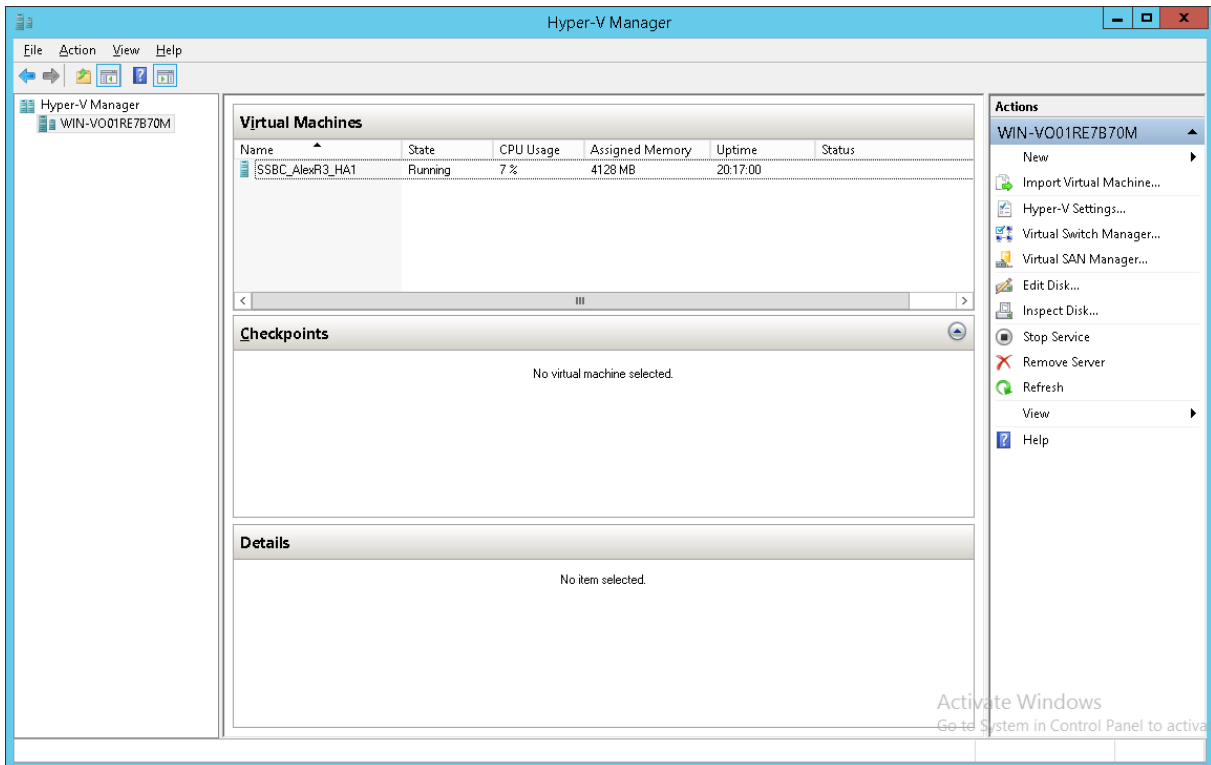 Hyper-V Manager
File Action View Help
Hyper-V Manager
WIN-VO01RE7B70M
Virtual Machines
Name State CPU Usage Assigned Memory Uptime Status
SSBC_AlexR3_HA1 Running 7 % 4128 MB 20:17:00
Checkpoints
No virtual machine selected.
Details
No item selected.
Actions
WIN-VO01RE7B70M
New
Import Virtual Machine...
Hyper-V Settings...
Virtual Switch Manager...
Virtual SAN Manager...
Edit Disk...
Inspect Disk...
Stop Service
Remove Server
Refresh
View
Help
Activate Windows
Go to System in Control Panel to activa